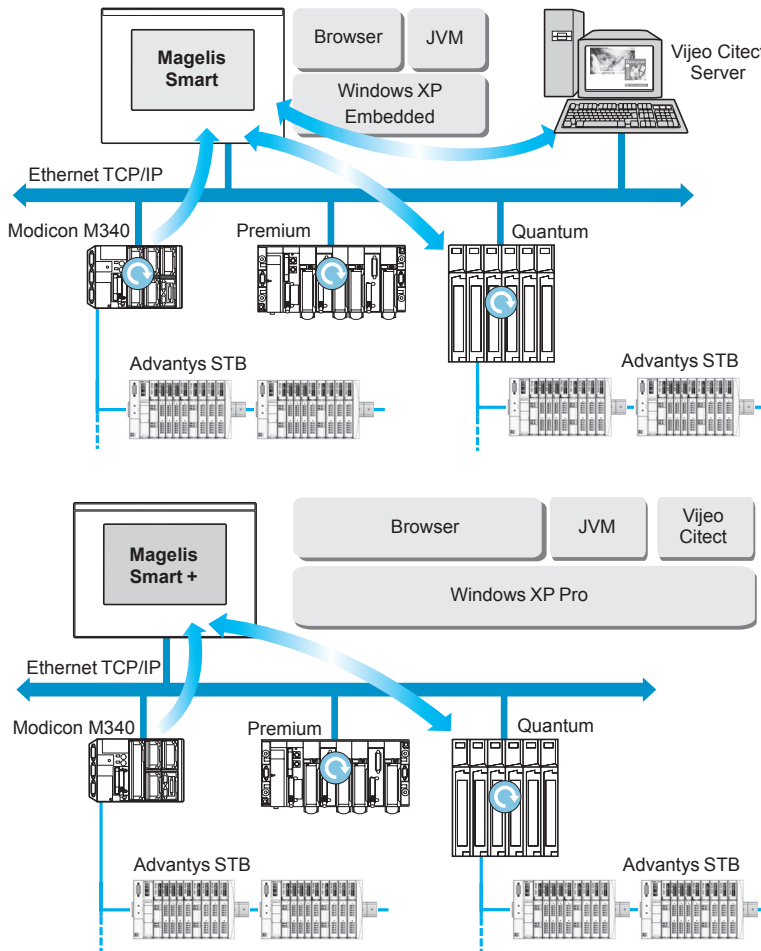 Magelis
Smart
Browser
JVM
Windows XP
Embedded
Vijeo Citect
Server
Ethernet TCP/IP
Modicon M340
Premium
Quantum
Advantys STB
Advantys STB
Magelis
Smart +
Browser
JVM
Vijeo
Citect
Windows XP Pro
Ethernet TCP/IP
Modicon M340
Premium
Quantum
Advantys STB
Advantys STB